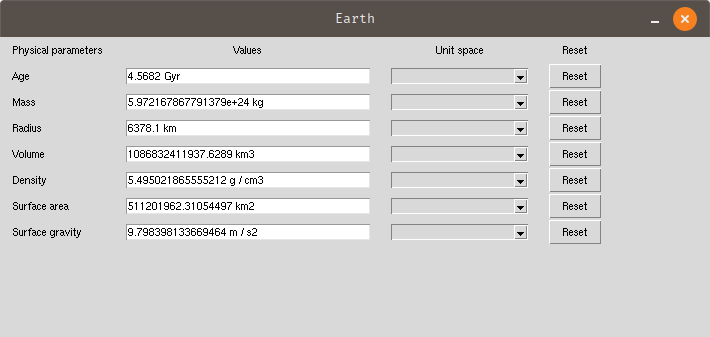 Earth
Physical parameters Values Unit space Reset
Age 4.5682 Gyr Reset
Mass 5.972167867791379e+24 kg Reset
Radius 6378.1 km Reset
Volume 1086832411937.6289 km3 Reset
Density 5.495021865555212 g / cm3 Reset
Surface area 511201962.31054497 km2 Reset
Surface gravity 9.798398133669464 m / s2 Reset